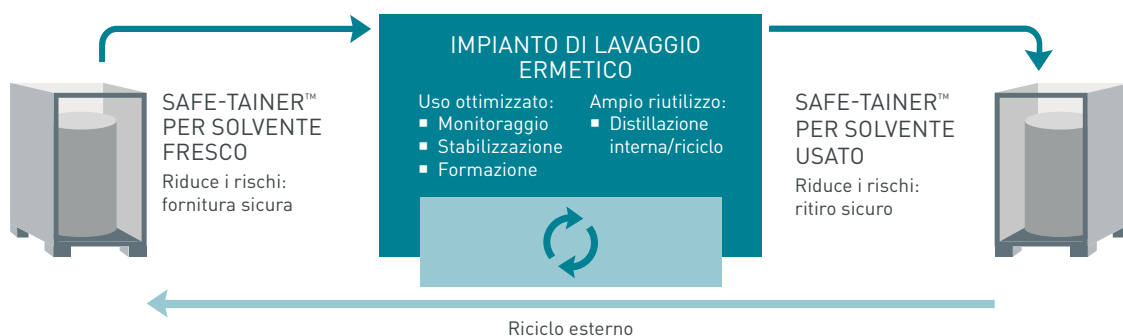 IMPIANTO DI LAVAGGIO
ERMETICO
SAFE-TAINER™
PER SOLVENTE
FRESCO
Riduce i rischi:
fornitura sicura
Uso ottimizzato:
■ Monitoraggio
■ Stabilizzazione
■ Formazione
Ampio riutilizzo:
■ Distillazione
interna/riciclo
SAFE-TAINER™
PER SOLVENTE
USATO
Riduce i rischi:
ritiro sicuro
Riciclo esterno